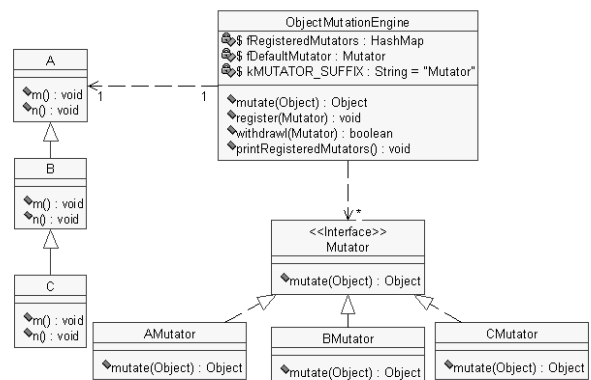 ObjectMutationEngine
$ fRegisteredMutators : HashMap
$ fDefaultMutator : Mutator
$ kMUTATOR_SUFFIX : String = "Mutator"
mutate(Object) : Object
register(Mutator) : void
withdrawl(Mutator) : boolean
printRegisteredMutators() : void
A
m() : void
n() : void
1
1
B
m() : void
n() : void
C
m() : void
n() : void
*
<<Interface>>
Mutator
mutate(Object) : Object
AMutator
mutate(Object) : Object
BMutator
mutate(Object) : Object
CMutator
mutate(Object) : Object